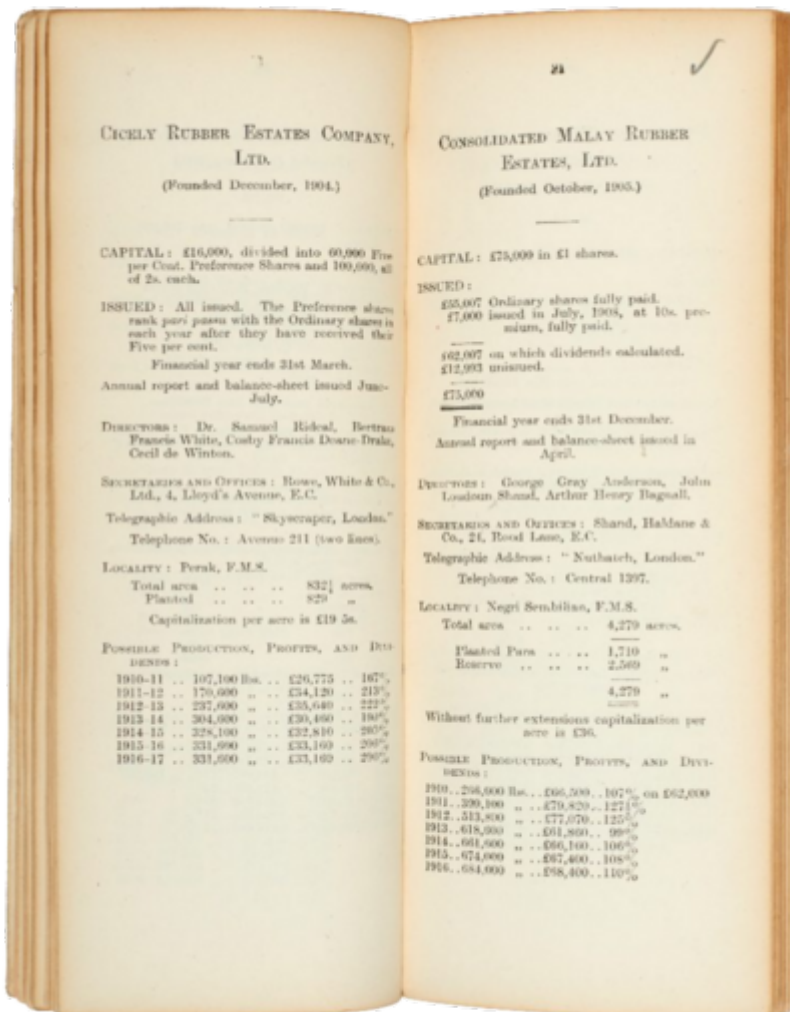 CICELY RUBBER ESTATES COMPANY,
LTD.
(Founded December, 1904.)
CAPITAL : £16,000, divided into 60,000 Five
per Cent. Preference Shares and 100,000, all
of 2s. each.
ISSUED : All issued. The Preference shares
rank pari passu with the Ordinary shares in
each year after they have received their
Five per cent.
Financial year ends 31st March.
Annual report and balance-sheet issued June-
July.
DIRECTORS : Dr. Samuel Rideal, Bertram
Francis White, Cosby Francis Doane-Drake,
Cecil de Winton.
SECRETARIES AND OFFICES : Rowe, White & Co.,
Ltd., 4, Lloyd's Avenue, E.C.
Telegraphic Address : "Skyscraper, London."
Telephone No. : Avenue 211 (two lines).
LOCALITY : Perak, F.M.S.
Total area .. .. .. 832½ acres.
Planted .. .. .. 829 „
Capitalization per acre is £19 5s.
POSSIBLE PRODUCTION, PROFITS, AND DIVI-
DENDS :
1910-11 .. 107,100 lbs. .. £26,775 .. 167%
1911-12 .. 170,600 „ .. £34,120 .. 213%
1912-13 .. 237,600 „ .. £35,640 .. 222%
1913-14 .. 304,600 „ .. £30,460 .. 190%
1914-15 .. 328,100 „ .. £32,810 .. 205%
1915-16 .. 331,600 „ .. £33,160 ..
1916-17 .. 331,600 „ .. £33,160 ..
21
CONSOLIDATED MALAY RUBBER
ESTATES, LTD.
(Founded October, 1905.)
CAPITAL : £75,000 in £1 shares.
ISSUED :
£55,007 Ordinary shares fully paid.
£7,000 issued in July, 1908, at 10s. pre-
mium, fully paid.
£62,007 on which dividends calculated.
£12,993 unissued.
£75,000
Financial year ends 31st December.
Annual report and balance-sheet issued in
April.
DIRECTORS : George Gray Anderson, John
Loudoun Shand, Arthur Henry Bagnall.
SECRETARIES AND OFFICES : Shand, Haldane &
Co., 24, Rood Lane, E.C.
Telegraphic Address : "Nuthatch, London."
Telephone No. : Central 1397.
LOCALITY : Negri Sembilan, F.M.S.
Total area .. .. .. 4,279 acres.
Planted Para .. .. 1,710 „
Reserve .. .. .. 2,569 „
4,279 „
Without further extensions capitalization per
acre is £36.
POSSIBLE PRODUCTION, PROFITS, AND DIVI-
DENDS :
1910..266,000 lbs...£66,500..107% on £62,000
1911..399,100 „ ..£79,820..
1912..513,800 „ ..£77,070..125%
1913..618,600 „ ..£61,860.. 99%
1914..661,600 „ ..£66,160..106%
1915..674,000 „ ..£67,400..108%
1916..684,000 „ ..£68,400..110%